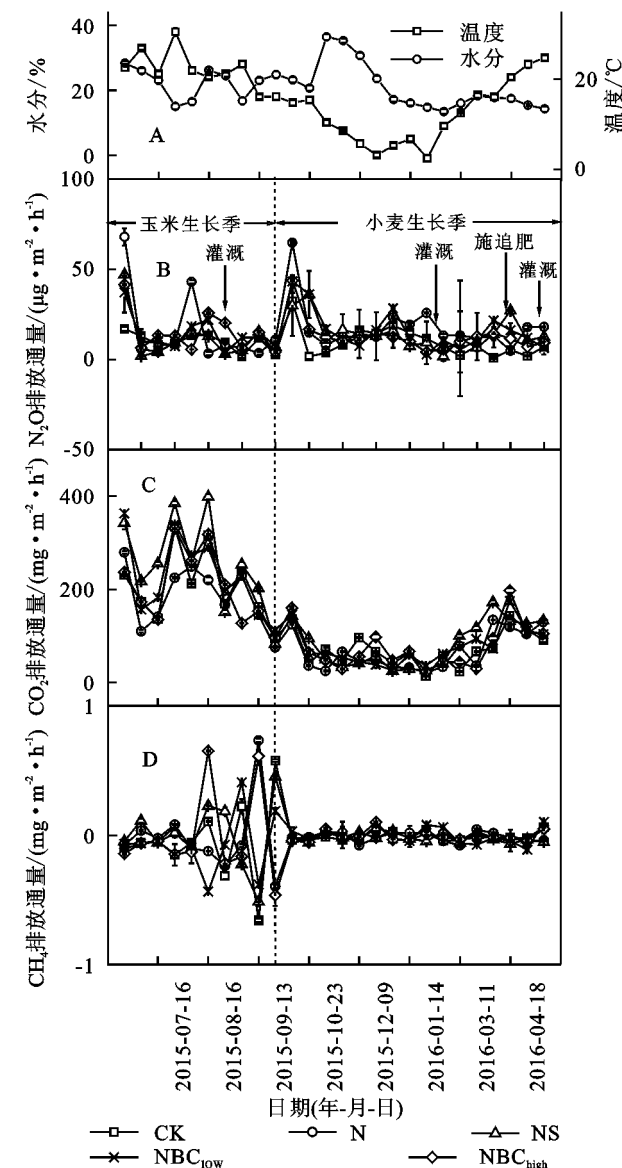 40
20
0
水分/%
温度
水分
A
20
0
温度/℃
100
50
0
-50
N₂O排放通量/(μg•m⁻²•h⁻¹)
玉米生长季
小麦生长季
B
灌溉
灌溉
施追肥
灌溉
400
200
0
CO₂排放通量/(mg•m⁻²•h⁻¹)
C
1
0
-1
CH₄排放通量/(mg•m⁻²•h⁻¹)
D
2015-07-16
2015-08-16
2015-09-13
2015-10-23
2015-12-09
2016-01-14
2016-03-11
2016-04-18
日期(年-月-日)
CK N NS
NBC_LOW NBC_high